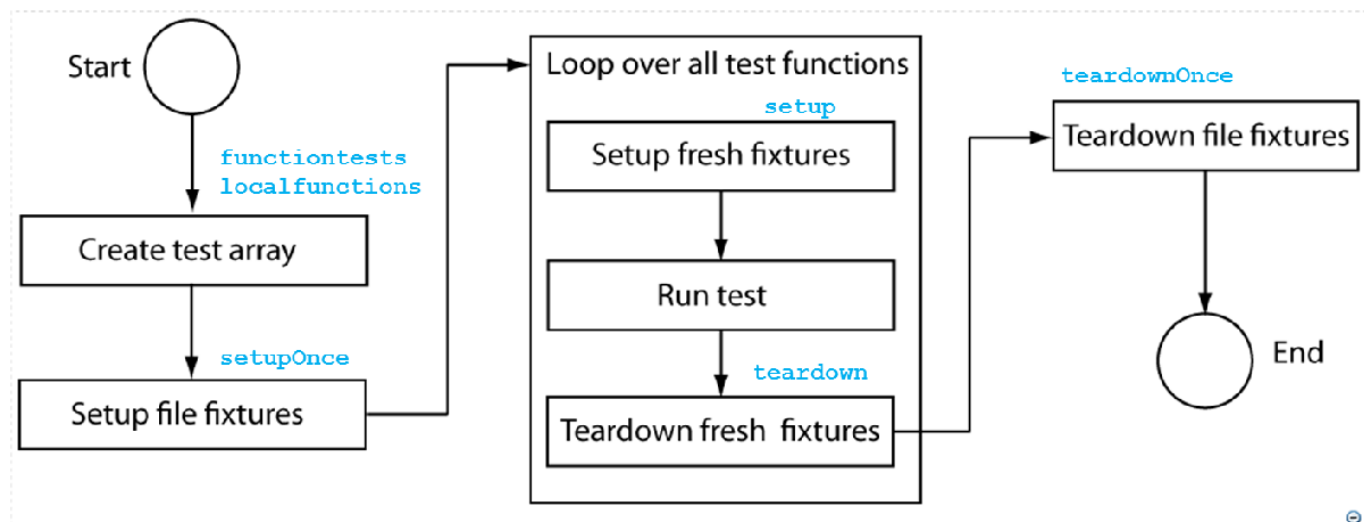 Start
functiontests
localfunctions
Create test array
setupOnce
Setup file fixtures
Loop over all test functions
setup
Setup fresh fixtures
Run test
teardown
Teardown fresh fixtures
teardownOnce
Teardown file fixtures
End